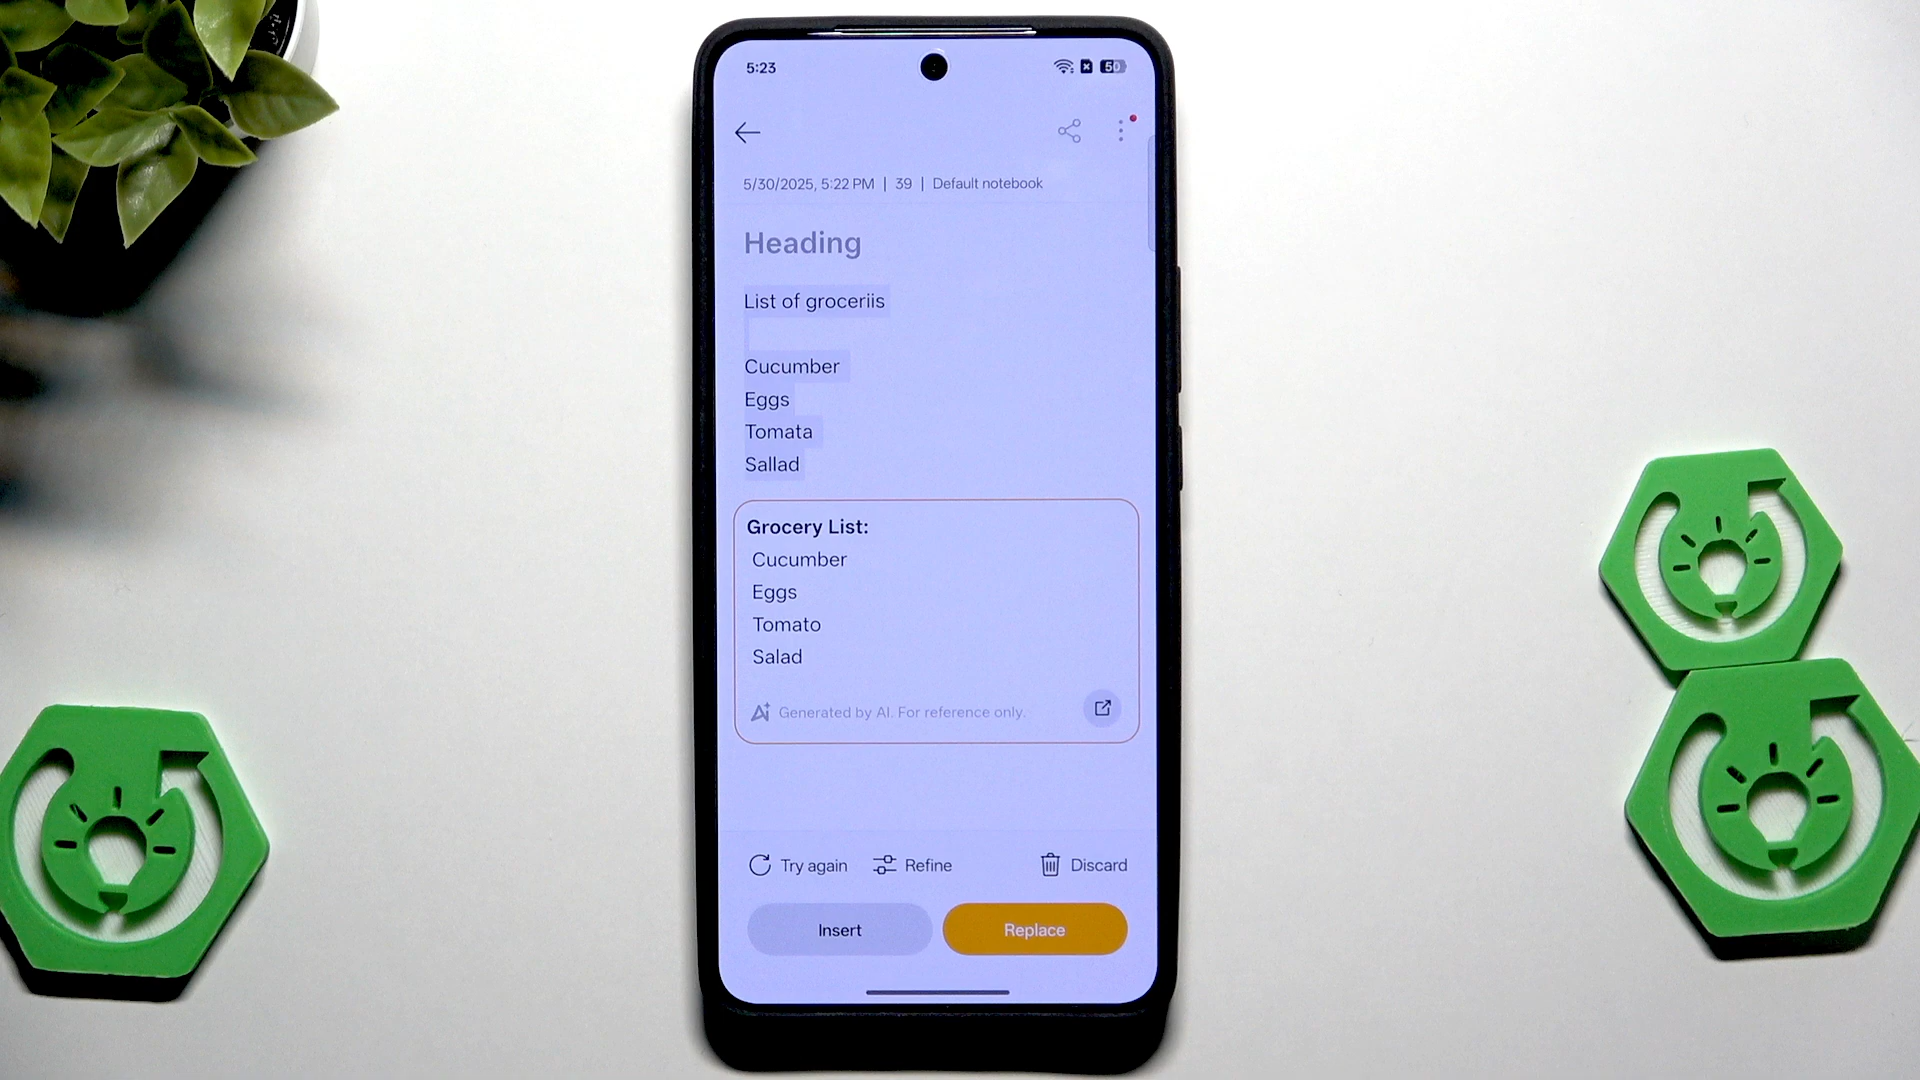 5:23
50
5/30/2025, 5:22 PM | 39 | Default notebook
Heading
List of groceriis
Cucumber
Eggs
Tomata
Sallad
Grocery List:
Cucumber
Eggs
Tomato
Salad
Generated by AI. For reference only.
Try again
Refine
Discard
Insert
Replace